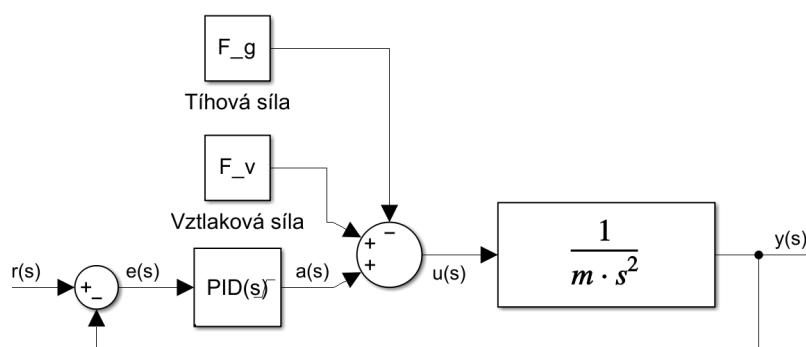 F_g
Tíhová síla
F_v
Vztlaková síla
r(s)
+
−
e(s)
PID(s)
a(s)
−
+
+
u(s)
1
m · s²
y(s)